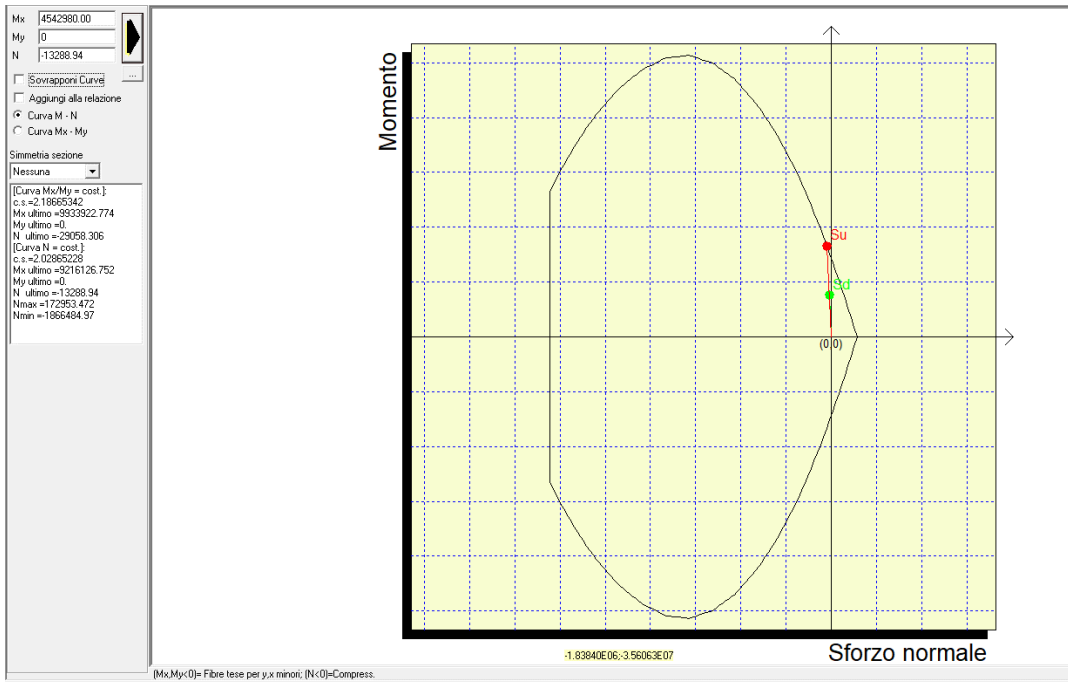 Mx 4542980.00
My 0
N -13288.94
...
Sovrapponi Curve
Aggiungi alla relazione
Curva M - N
Curva Mx - My
Simmetria sezione
Nessuna
[Curva Mx/My = cost.]:
c.s.=2.18665342
Mx ultimo =9933922.774
My ultimo =0.
N ultimo =-29058.306
[Curva N = cost.]:
c.s.=2.02865228
Mx ultimo =9216126.752
My ultimo =0.
N ultimo =-13288.94
Nmax =172953.472
Nmin =-1866484.97
Momento
Su
Sd
(0,0)
-1.83840E06;-3.56063E07
Sforzo normale
(Mx,My<0)= Fibre tese per y,x minori; (N<0)=Compress.